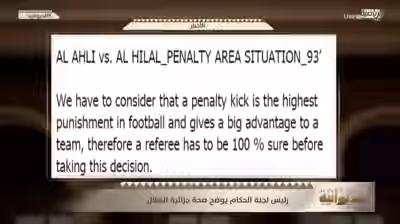 الأخبار
AL AHLI vs. AL HILAL_PENALTY AREA SITUATION_93'
We have to consider that a penalty kick is the highest
punishment in football and gives a big advantage to a
team, therefore a referee has to be 100 % sure before
taking this decision.
رئيس لجنة الحكام يوضح صحة جزائية الهلال